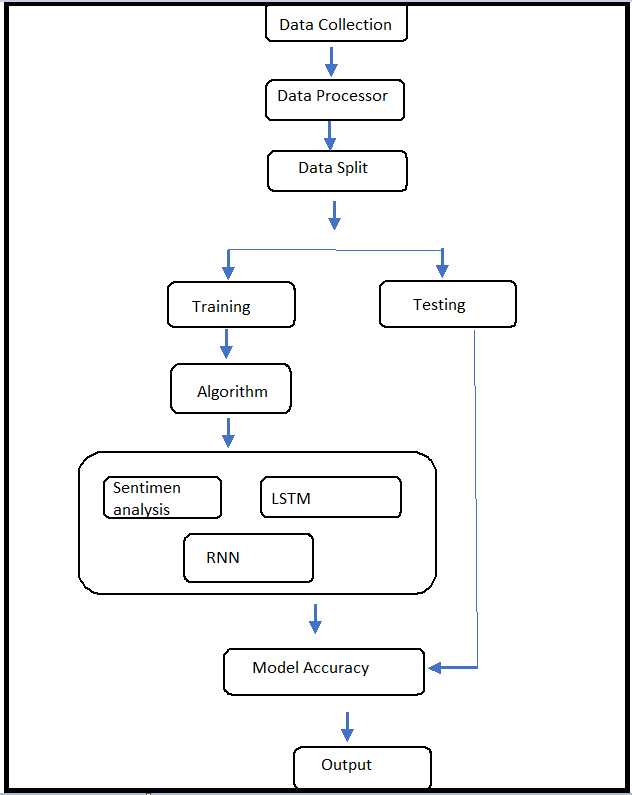 Data Collection
Data Processor
Data Split
Training
Testing
Algorithm
Sentimen
analysis
LSTM
RNN
Model Accuracy
Output